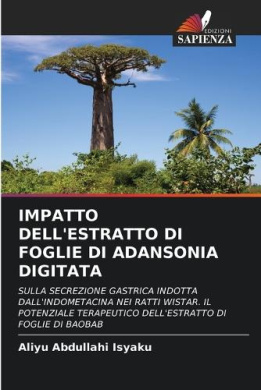 EDIZIONI
SAPIENZA
IMPATTO
DELL'ESTRATTO DI
FOGLIE DI ADANSONIA
DIGITATA
SULLA SECREZIONE GASTRICA INDOTTA
DALL'INDOMETACINA NEI RATTI WISTAR. IL
POTENZIALE TERAPEUTICO DELL'ESTRATTO DI
FOGLIE DI BAOBAB
Aliyu Abdullahi Isyaku